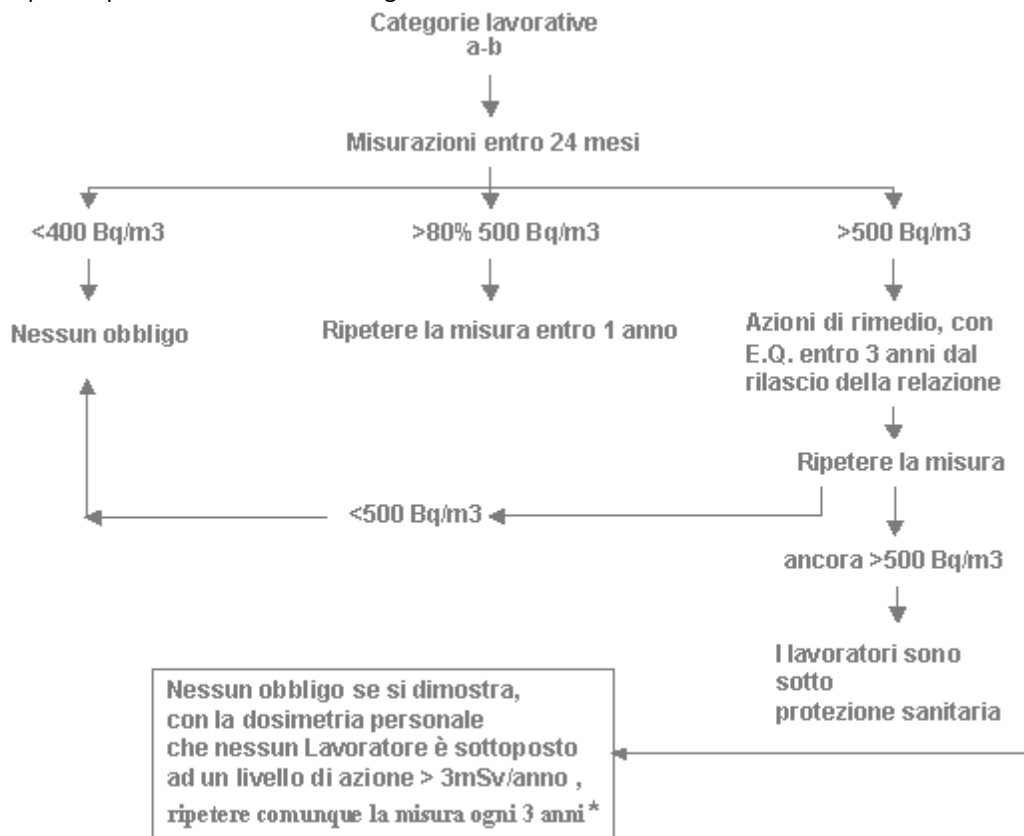 Categorie lavorative
a-b
Misurazioni entro 24 mesi
<400 Bq/m3
>80% 500 Bq/m3
>500 Bq/m3
Nessun obbligo
Ripetere la misura entro 1 anno
Azioni di rimedio, con
E.Q. entro 3 anni dal
rilascio della relazione
Ripetere la misura
<500 Bq/m3
ancora >500 Bq/m3
I lavoratori sono
sotto
protezione sanitaria
Nessun obbligo se si dimostra,
con la dosimetria personale
che nessun Lavoratore è sottoposto
ad un livello di azione > 3mSv/anno ,
ripetere comunque la misura ogni 3 anni*